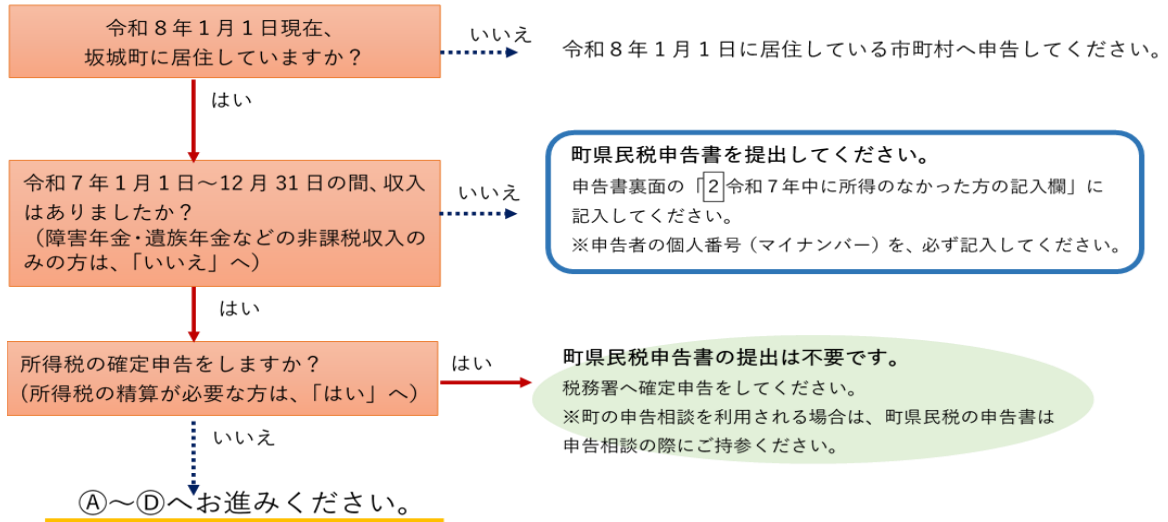 令和８年１月１日現在、
坂城町に居住していますか？
いいえ
令和８年１月１日に居住している市町村へ申告してください。
はい
令和７年１月１日～12月31日の間、収入
はありましたか？
（障害年金・遺族年金などの非課税収入の
みの方は、「いいえ」へ）
いいえ
町県民税申告書を提出してください。
申告書裏面の「2令和７年中に所得のなかった方の記入欄」に
記入してください。
※申告者の個人番号（マイナンバー）を、必ず記入してください。
はい
所得税の確定申告をしますか？
（所得税の精算が必要な方は、「はい」へ）
はい
町県民税申告書の提出は不要です。
税務署へ確定申告をしてください。
※町の申告相談を利用される場合は、町県民税の申告書は
申告相談の際にご持参ください。
いいえ
Ⓐ～Ⓓへお進みください。